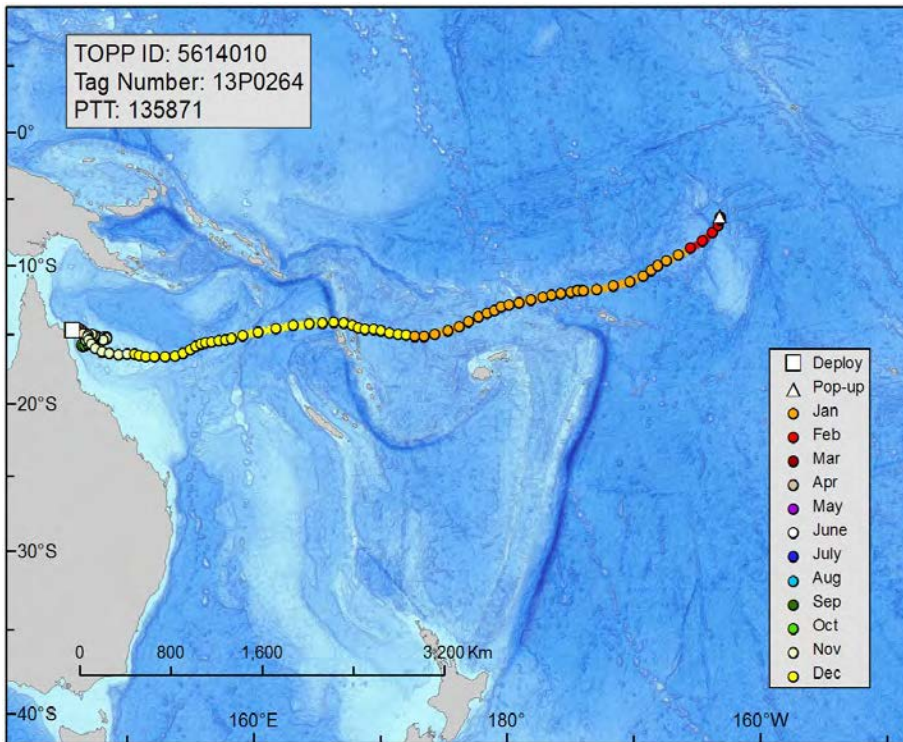 TOPP ID: 5614010
Tag Number: 13P0264
PTT: 135871
0°
10°S
20°S
30°S
40°S
Deploy
Pop-up
Jan
Feb
Mar
Apr
May
June
July
Aug
Sep
Oct
Nov
Dec
0 800 1,600 3,200 Km
160°E 180° 160°W